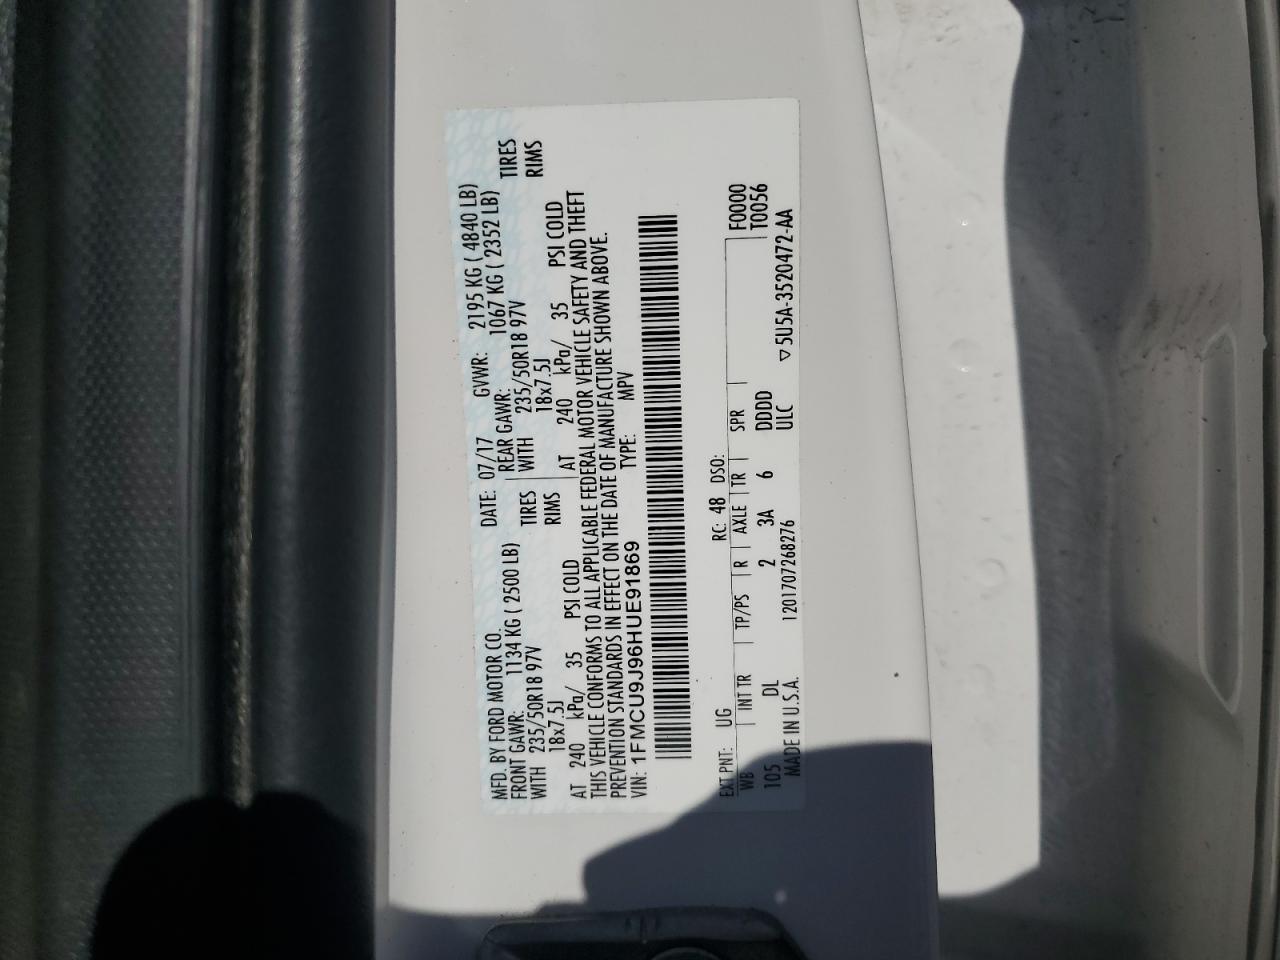 MFD. BY FORD MOTOR CO.
DATE: 07/17 GVWR: 2195 KG ( 4840 LB)
FRONT GAWR: 1134 KG ( 2500 LB) REAR GAWR: 1067 KG ( 2352 LB)
WITH 235/50R18 97V TIRES WITH 235/50R18 97V TIRES
18x7.5J RIMS 18x7.5J RIMS
AT 240 kPa/ 35 PSI COLD AT 240 kPa/ 35 PSI COLD
THIS VEHICLE CONFORMS TO ALL APPLICABLE FEDERAL MOTOR VEHICLE SAFETY AND THEFT
PREVENTION STANDARDS IN EFFECT ON THE DATE OF MANUFACTURE SHOWN ABOVE.
VIN: 1FMCU9J96HUE91869 TYPE: MPV
EXT PNT: UG RC: 48 DSO: F0000
WB INT TR TP/PS R AXLE TR SPR T0056
105 DL 2 3A 6 DDDD
MADE IN U.S.A. 1201707268276 ULC ▽5U5A-3520472-AA